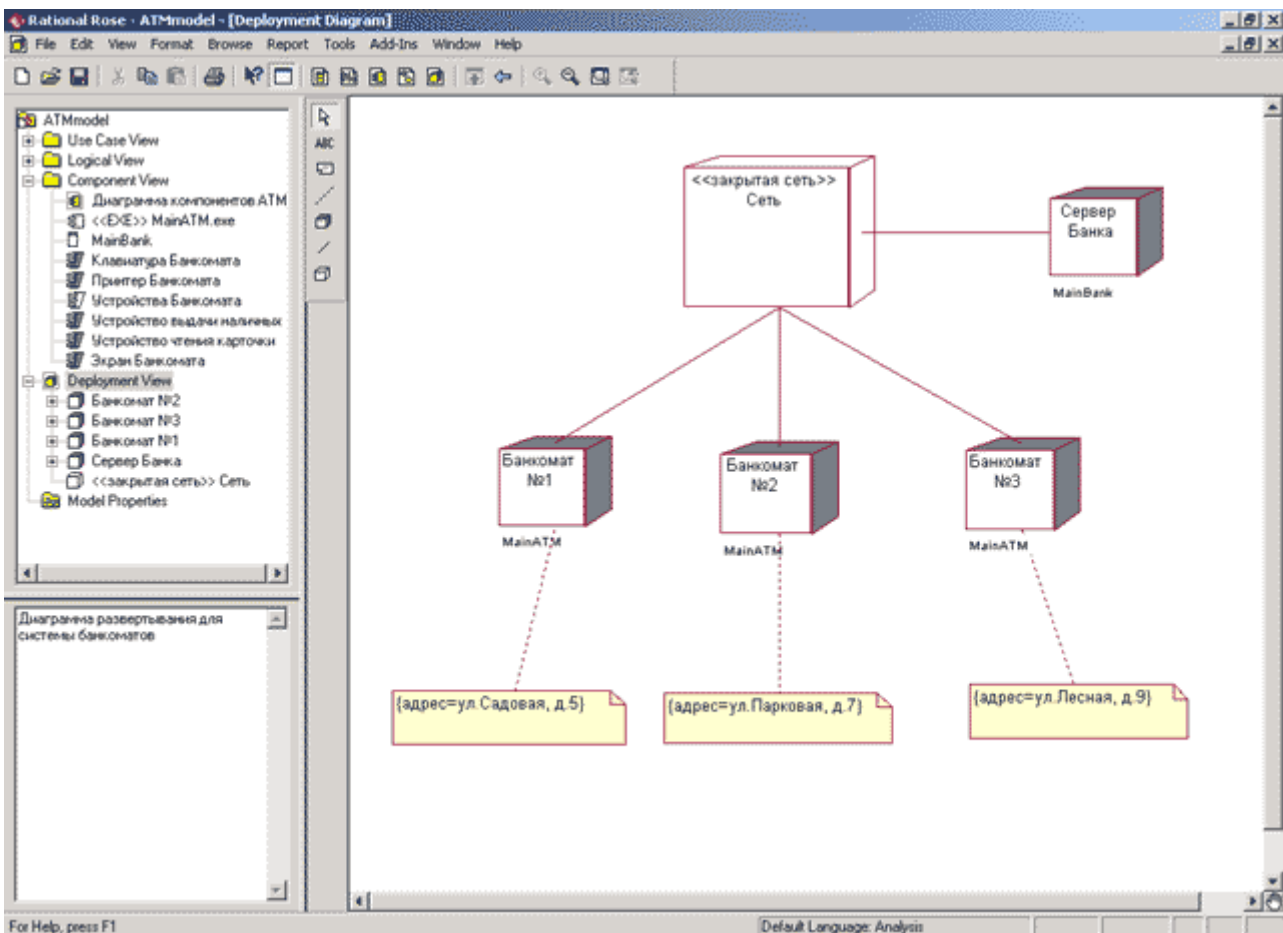 Rational Rose - ATMmodel - [Deployment Diagram]
File Edit View Format Browse Report Tools Add-Ins Window Help
ABC
ATMmodel
Use Case View
Logical View
Component View
Диаграмма компонентов ATM
<<EXE>> MainATM.exe
MainBank
Клавиатура Банкомата
Принтер Банкомата
Устройства Банкомата
Устройство выдачи наличных
Устройство чтения карточки
Экран Банкомата
Deployment View
Банкомат №2
Банкомат №3
Банкомат №1
Сервер Банка
<<закрытая сеть>> Сеть
Model Properties
Диаграмма развертывания для
системы банкоматов
<<закрытая сеть>>
Сеть
Сервер
Банка
MainBank
Банкомат
№1
MainATM
Банкомат
№2
MainATM
Банкомат
№3
MainATM
{адрес=ул.Садовая, д.5}
{адрес=ул.Парковая, д.7}
{адрес=ул.Лесная, д.9}
For Help, press F1
Default Language: Analysis